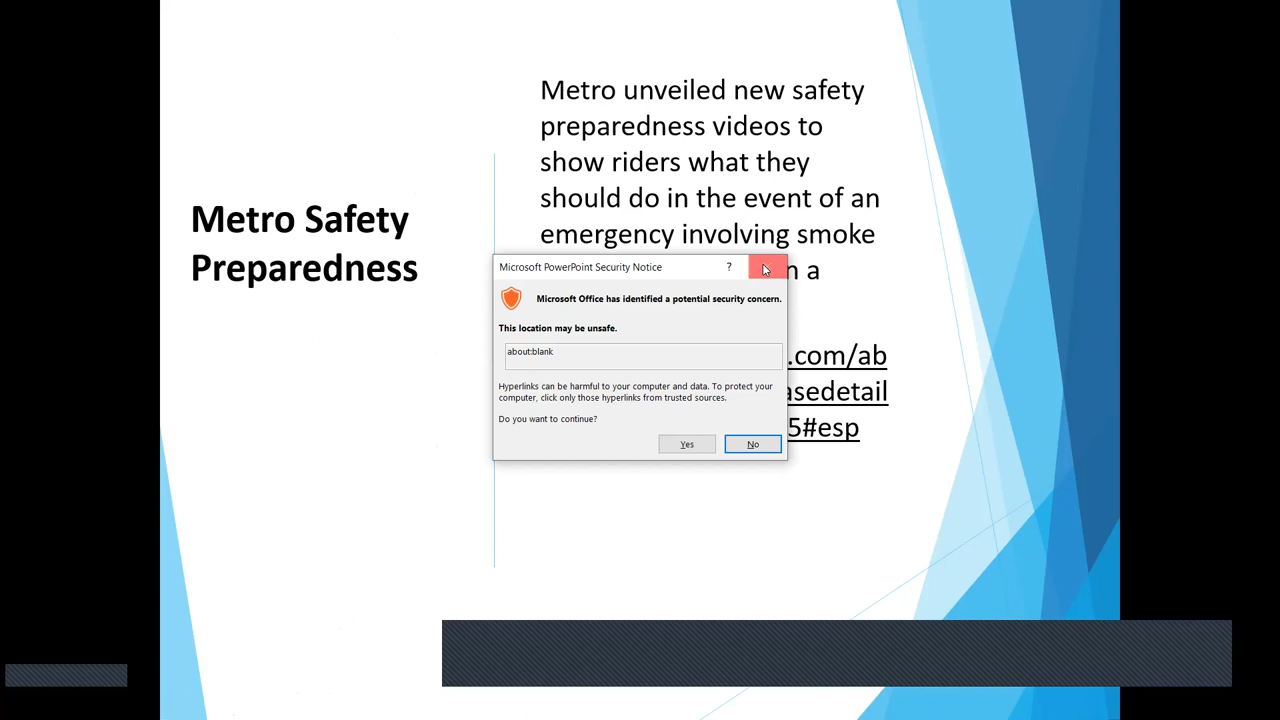 Metro Safety
Preparedness
Metro unveiled new safety
preparedness videos to
show riders what they
should do in the event of an
emergency involving smoke
n a
.com/ab
asedetail
5#esp
Microsoft PowerPoint Security Notice
?
Microsoft Office has identified a potential security concern.
This location may be unsafe.
about:blank
Hyperlinks can be harmful to your computer and data. To protect your
computer, click only those hyperlinks from trusted sources.
Do you want to continue?
Yes
No